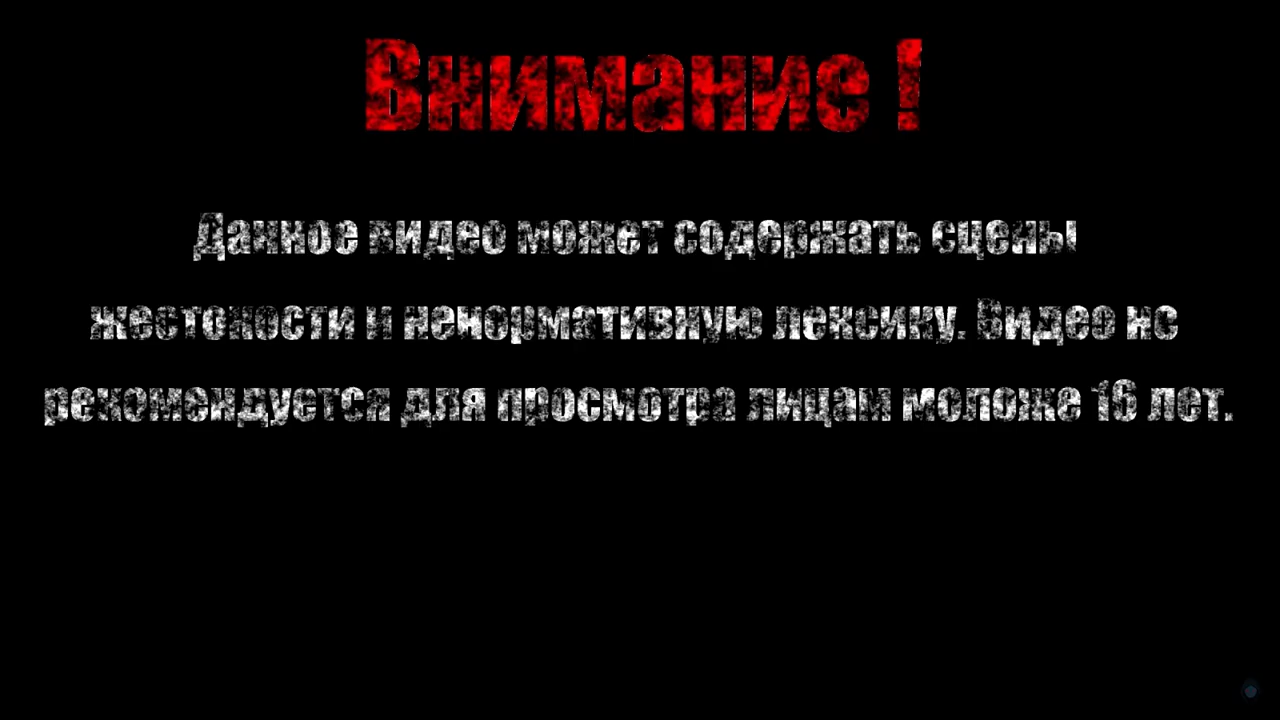 Внимание !
Данное видео может содержать сцены
жестокости и ненормативную лексику. Видео не
рекомендуется для просмотра лицам моложе 16 лет.